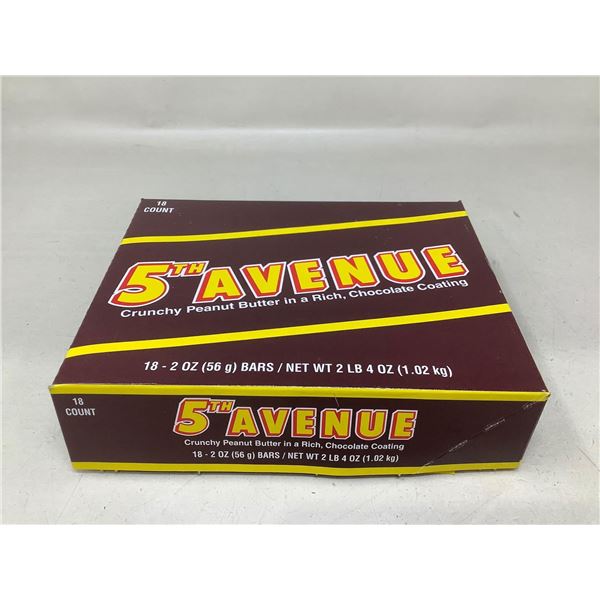 18
COUNT
5TH AVENUE
Crunchy Peanut Butter in a Rich, Chocolate Coating
18 - 2 OZ (56 g) BARS / NET WT 2 LB 4 OZ (1.02 kg)
18
COUNT
5TH AVENUE
Crunchy Peanut Butter in a Rich, Chocolate Coating
18 - 2 OZ (56 g) BARS / NET WT 2 LB 4 OZ (1.02 kg)